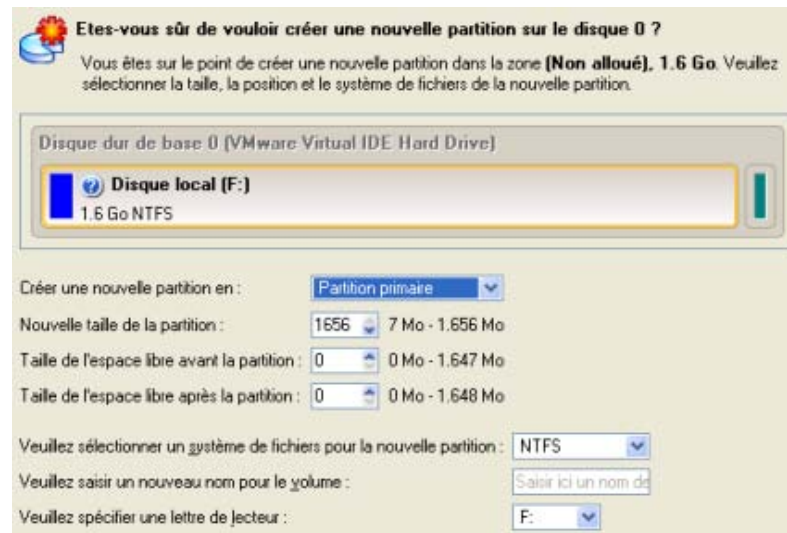 Etes-vous sûr de vouloir créer une nouvelle partition sur le disque 0 ?
Vous êtes sur le point de créer une nouvelle partition dans la zone (Non alloué), 1.6 Go. Veuillez
sélectionner la taille, la position et le système de fichiers de la nouvelle partition.
Disque dur de base 0 (VMware Virtual IDE Hard Drive)
Disque local (F:)
1.6 Go NTFS
Créer une nouvelle partition en : Partition primaire
Nouvelle taille de la partition : 1656 7 Mo - 1.656 Mo
Taille de l'espace libre avant la partition : 0 0 Mo - 1.647 Mo
Taille de l'espace libre après la partition : 0 0 Mo - 1.648 Mo
Veuillez sélectionner un système de fichiers pour la nouvelle partition : NTFS
Veuillez saisir un nouveau nom pour le volume : Saisir ici un nom de
Veuillez spécifier une lettre de lecteur : F: